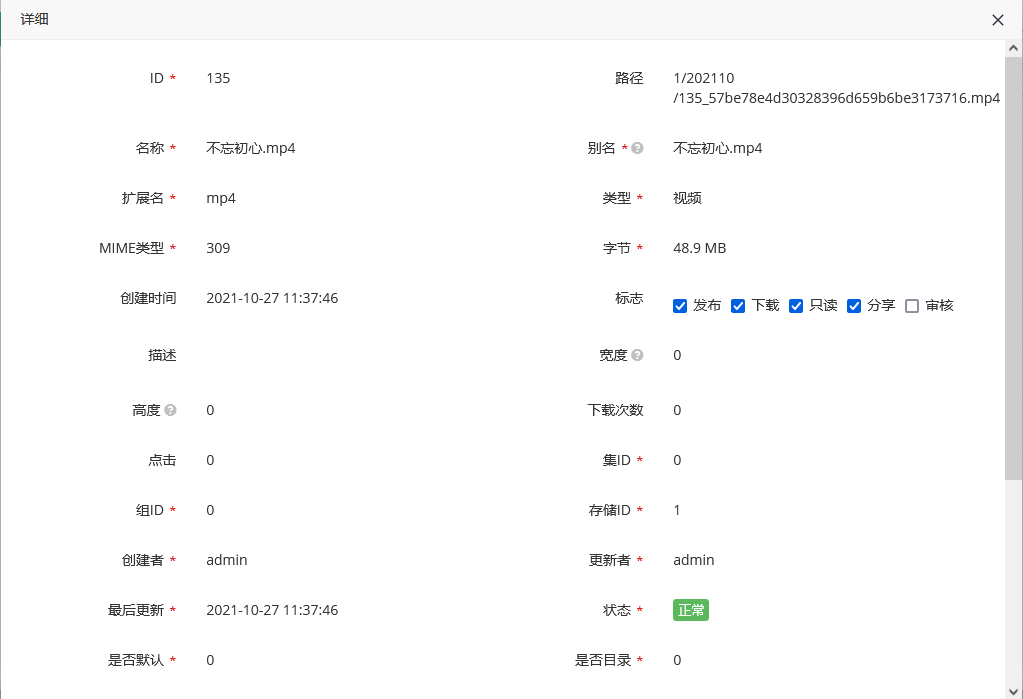 详细
ID * 135 路径 1/202110
/135_57be78e4d30328396d659b6be3173716.mp4
名称 * 不忘初心.mp4 别名 * 不忘初心.mp4
扩展名 * mp4 类型 * 视频
MIME类型 * 309 字节 * 48.9 MB
创建时间 2021-10-27 11:37:46 标志 发布 下载 只读 分享 审核
描述 宽度 0
高度 0 下载次数 0
点击 0 集ID * 0
组ID * 0 存储ID * 1
创建者 * admin 更新者 * admin
最后更新 * 2021-10-27 11:37:46 状态 * 正常
是否默认 * 0 是否目录 * 0